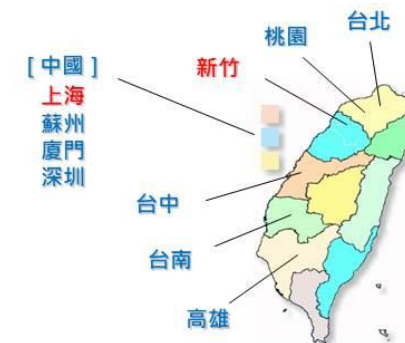 台北
桃園
[ 中國 ]
新竹
上海
蘇州
廈門
深圳
台中
台南
高雄